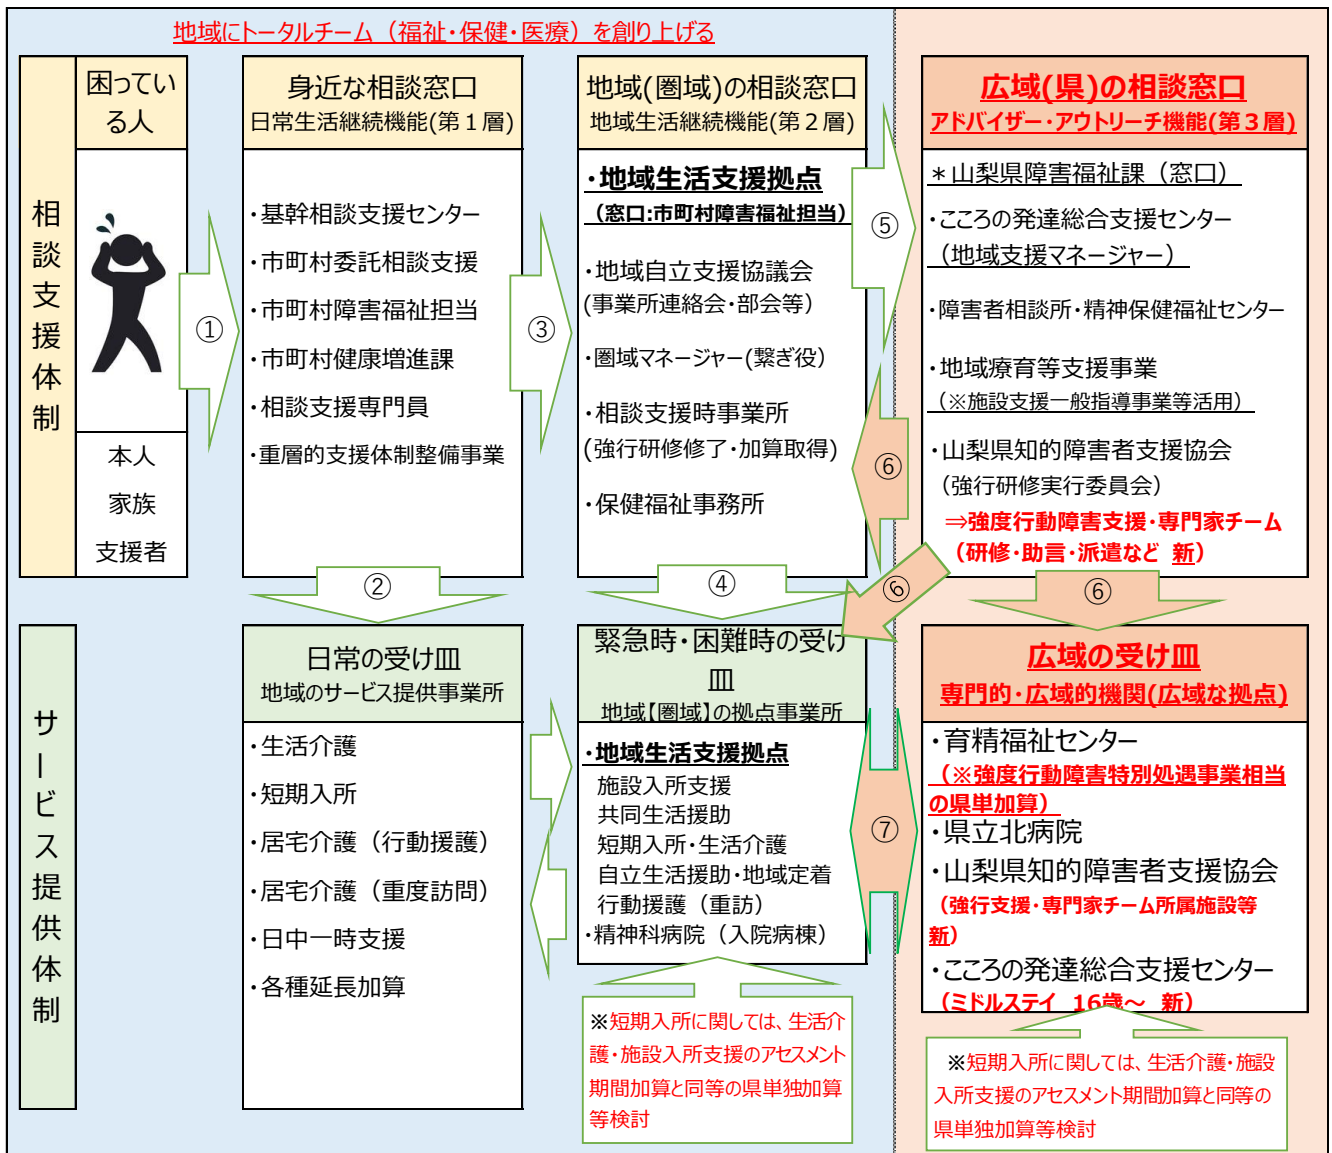 地域にトータルチーム（福祉・保健・医療）を創り上げる
相談支援体制
困ってい
る人
本人
家族
支援者
①
身近な相談窓口
日常生活継続機能(第１層)
・基幹相談支援センター
・市町村委託相談支援
・市町村障害福祉担当
・市町村健康増進課
・相談支援専門員
・重層的支援体制整備事業
②
③
地域(圏域)の相談窓口
地域生活継続機能(第２層)
・地域生活支援拠点
（窓口:市町村障害福祉担当）
・地域自立支援協議会
(事業所連絡会・部会等）
・圏域マネージャー(繋ぎ役）
・相談支援時事業所
(強行研修修了・加算取得)
・保健福祉事務所
④
⑤
⑥
広域(県)の相談窓口
アドバイザー・アウトリーチ機能(第３層)
＊山梨県障害福祉課（窓口）
・こころの発達総合支援センター
（地域支援マネージャー）
・障害者相談所・精神保健福祉センター
・地域療育等支援事業
（※施設支援一般指導事業等活用）
・山梨県知的障害者支援協会
（強行研修実行委員会）
⇒強度行動障害支援・専門家チーム
（研修・助言・派遣など 新）
⑥
⑥
サービス提供体制
日常の受け皿
地域のサービス提供事業所
・生活介護
・短期入所
・居宅介護（行動援護）
・居宅介護（重度訪問）
・日中一時支援
・各種延長加算
緊急時・困難時の受け
皿
地域【圏域】の拠点事業所
・地域生活支援拠点
施設入所支援
共同生活援助
短期入所・生活介護
自立生活援助・地域定着
行動援護（重訪）
・精神科病院（入院病棟）
※短期入所に関しては、生活介
護・施設入所支援のアセスメント
期間加算と同等の県単独加算
等検討
⑦
広域の受け皿
専門的・広域的機関(広域な拠点)
・育精福祉センター
（※強度行動障害特別処遇事業相当
の県単加算）
・県立北病院
・山梨県知的障害者支援協会
（強行支援・専門家チーム所属施設等
新）
・こころの発達総合支援センター
（ミドルステイ 16歳～ 新）
※短期入所に関しては、生活介護・施設
入所支援のアセスメント期間加算と同等の
県単独加算等検討